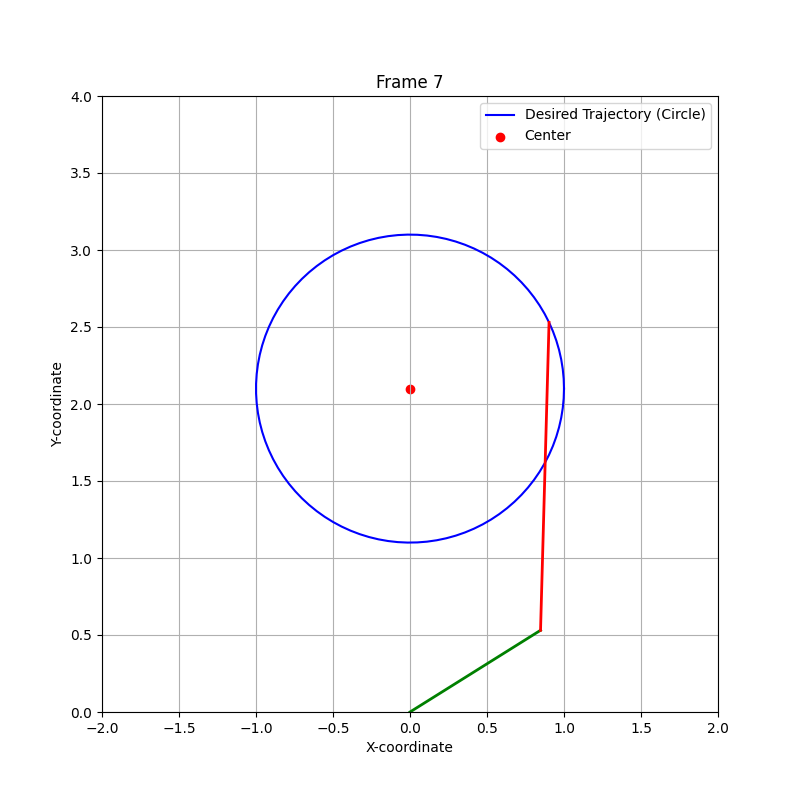 Frame 7
Desired Trajectory (Circle)
Center
4.0
3.5
3.0
2.5
2.0
1.5
1.0
0.5
0.0
Y-coordinate
−2.0 −1.5 −1.0 −0.5 0.0 0.5 1.0 1.5 2.0
X-coordinate